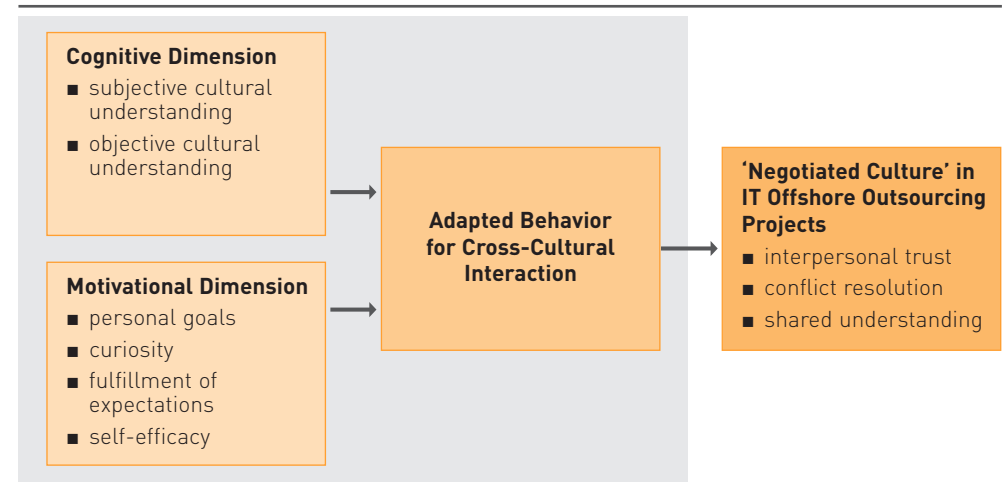 Cognitive Dimension
■ subjective cultural
understanding
■ objective cultural
understanding
Motivational Dimension
■ personal goals
■ curiosity
■ fulfillment of
expectations
■ self-efficacy
Adapted Behavior
for Cross-Cultural
Interaction
‘Negotiated Culture’ in
IT Offshore Outsourcing
Projects
■ interpersonal trust
■ conflict resolution
■ shared understanding